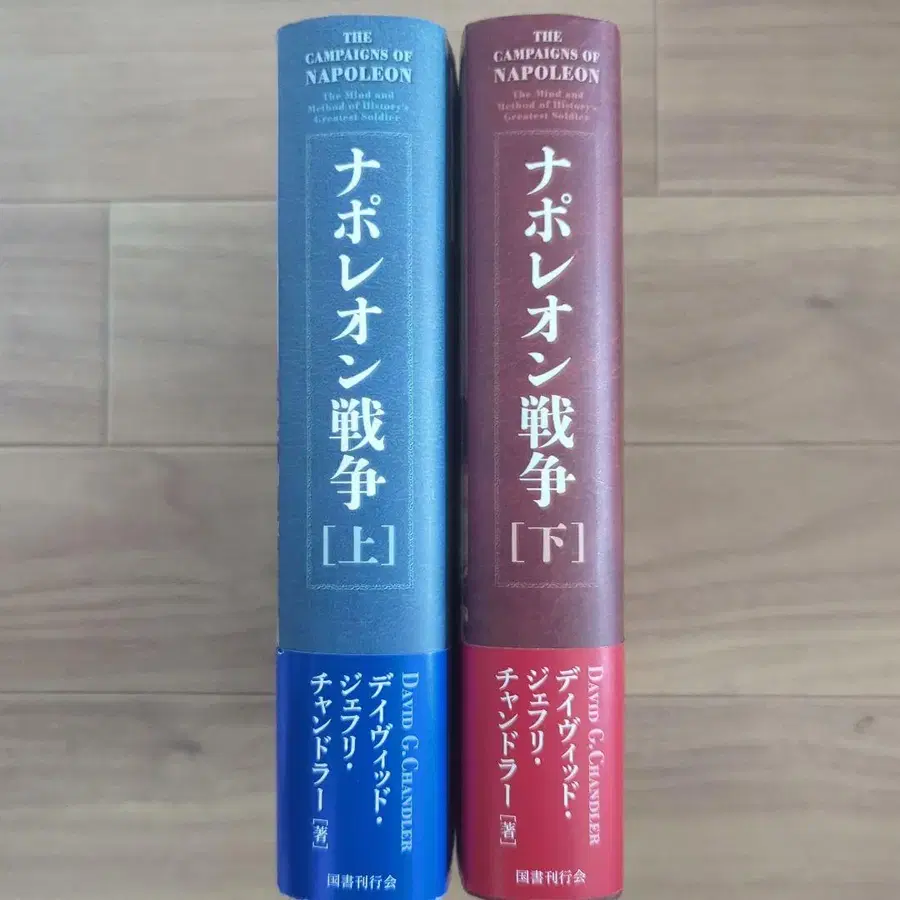 THE
CAMPAIGNS OF
NAPOLEON
The Mind and
Method of History's
Greatest Soldier
ナポレオン戦争
[上]
DAVID G. CHANDLER
デイヴィッド・
ジェフリ・
チャンドラー[著]
国書刊行会
THE
CAMPAIGNS OF
NAPOLEON
The Mind and
Method of History's
Greatest Soldier
ナポレオン戦争
[下]
DAVID G. CHANDLER
デイヴィッド・
ジェフリ・
チャンドラー[著]
国書刊行会